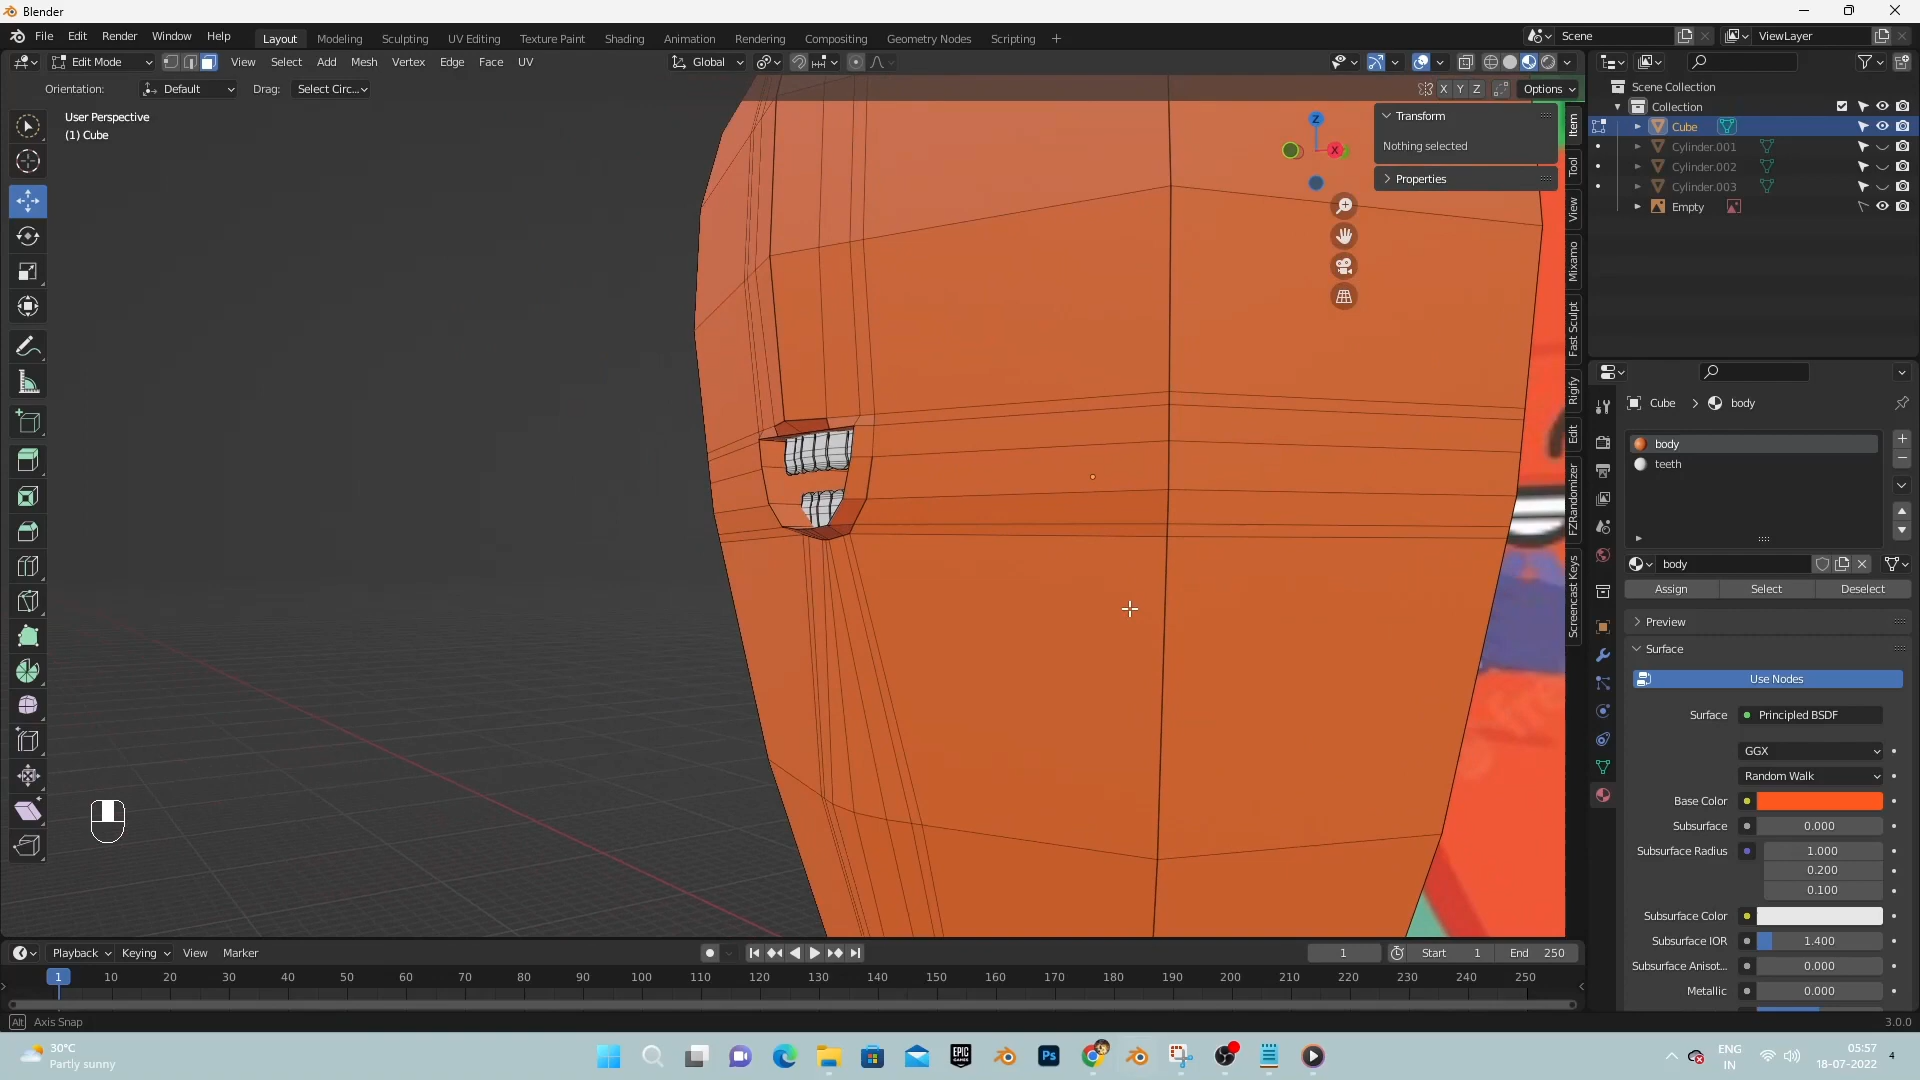 Blender
File Edit Render Window Help Layout Modeling Sculpting UV Editing Texture Paint Shading Animation Rendering Compositing Geometry Nodes Scripting + Scene ViewLayer
Edit Mode View Select Add Mesh Vertex Edge Face UV Global
Orientation: Default Drag: Select Circ... X Y Z Options
User Perspective
(1) Cube
Z
X
Transform
Nothing selected
Properties
Item
Tool
View
Mixamo
Fast Sculpt
Rigify
Edit
FZRandomizer
Screencast Keys
Scene Collection
Collection
Cube
Cylinder.001
Cylinder.002
Cylinder.003
Empty
Cube > body
body
teeth
body
Assign Select Deselect
Preview
Surface
Use Nodes
Surface Principled BSDF
GGX
Random Walk
Base Color
Subsurface 0.000
Subsurface Radius 1.000
0.200
0.100
Subsurface Color
Subsurface IOR 1.400
Subsurface Anisot... 0.000
Metallic 0.000
Playback Keying View Marker 1 Start 1 End 250
1 10 20 30 40 50 60 70 80 90 100 110 120 130 140 150 160 170 180 190 200 210 220 230 240 250
Alt Axis Snap 3.0.0
30°C
Partly sunny
EPIC GAMES
Ps
ENG
IN
05:57
18-07-2022
4